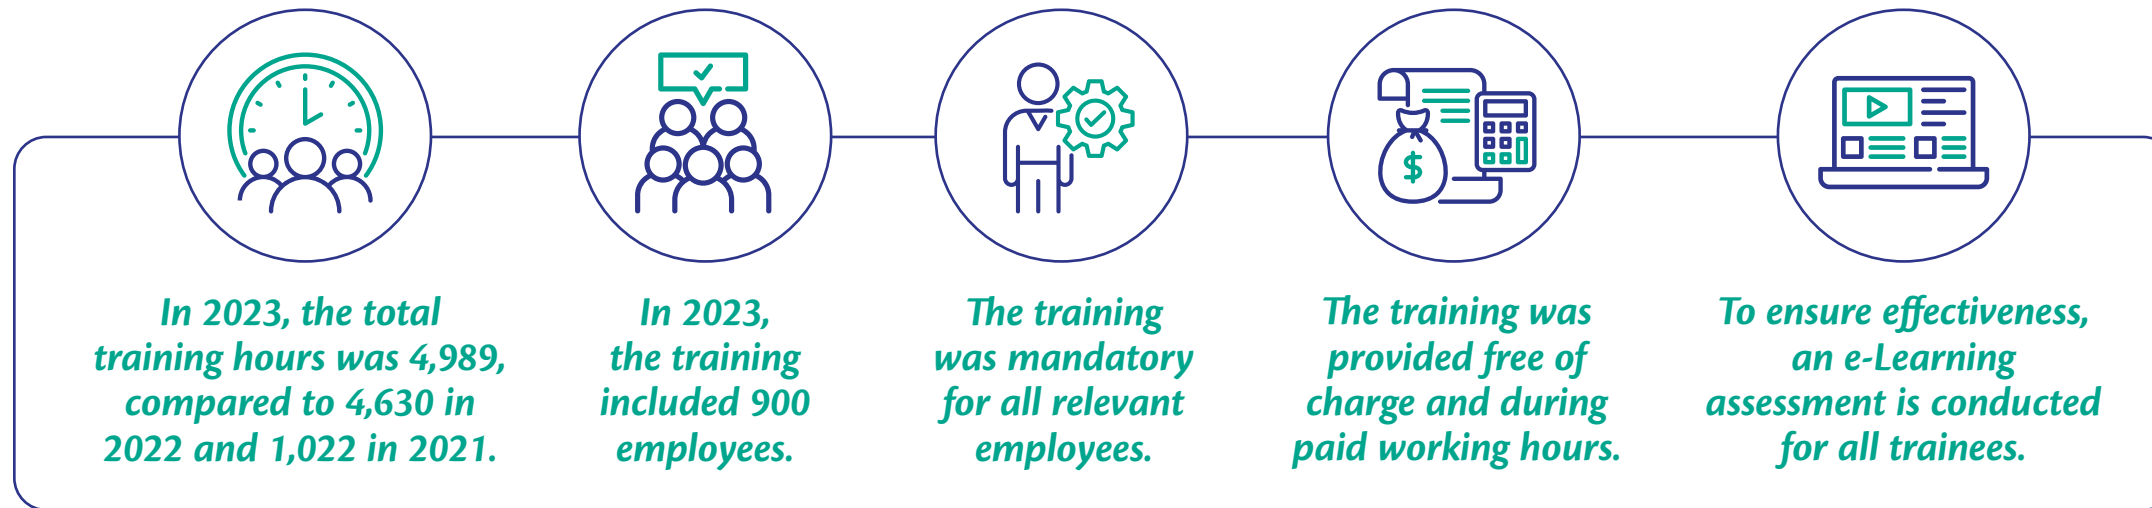 In 2023, the total
training hours was 4,989,
compared to 4,630 in
2022 and 1,022 in 2021.
In 2023,
the training
included 900
employees.
The training
was mandatory
for all relevant
employees.
$
The training was
provided free of
charge and during
paid working hours.
To ensure effectiveness,
an e-Learning
assessment is conducted
for all trainees.